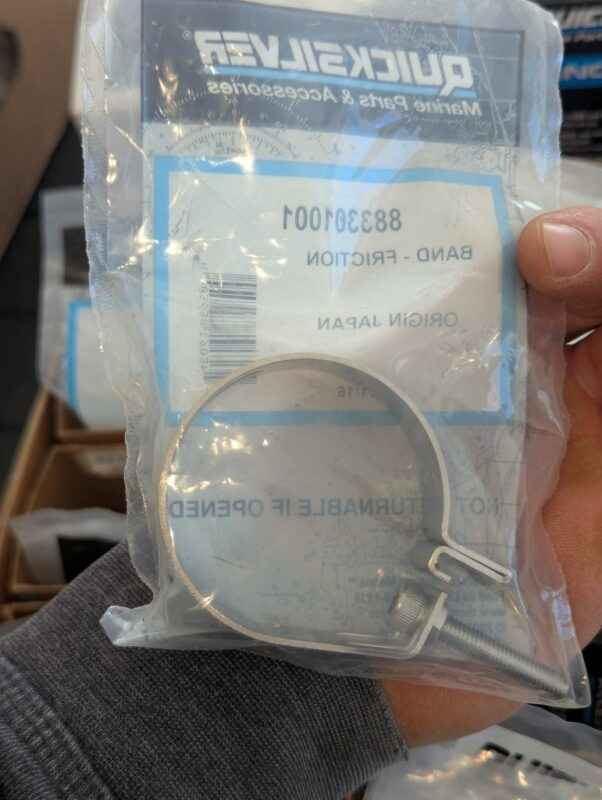 QUICKSILVER®
Marine Parts & Accessories
883301001
BAND - FRICTION
ORIGIN JAPAN
NOT RETURNABLE IF OPENED